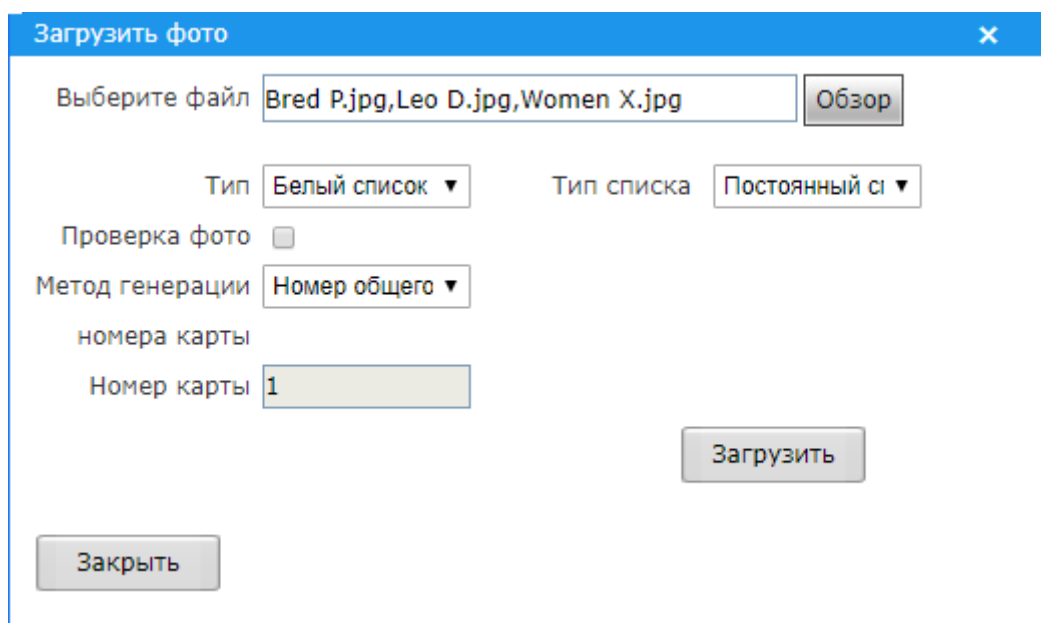 Загрузить фото
Выберите файл Bred P.jpg,Leo D.jpg,Women X.jpg Обзор
Тип Белый список Тип списка Постоянный сп
Проверка фото
Метод генерации Номер общего
номера карты
Номер карты 1
Загрузить
Закрыть